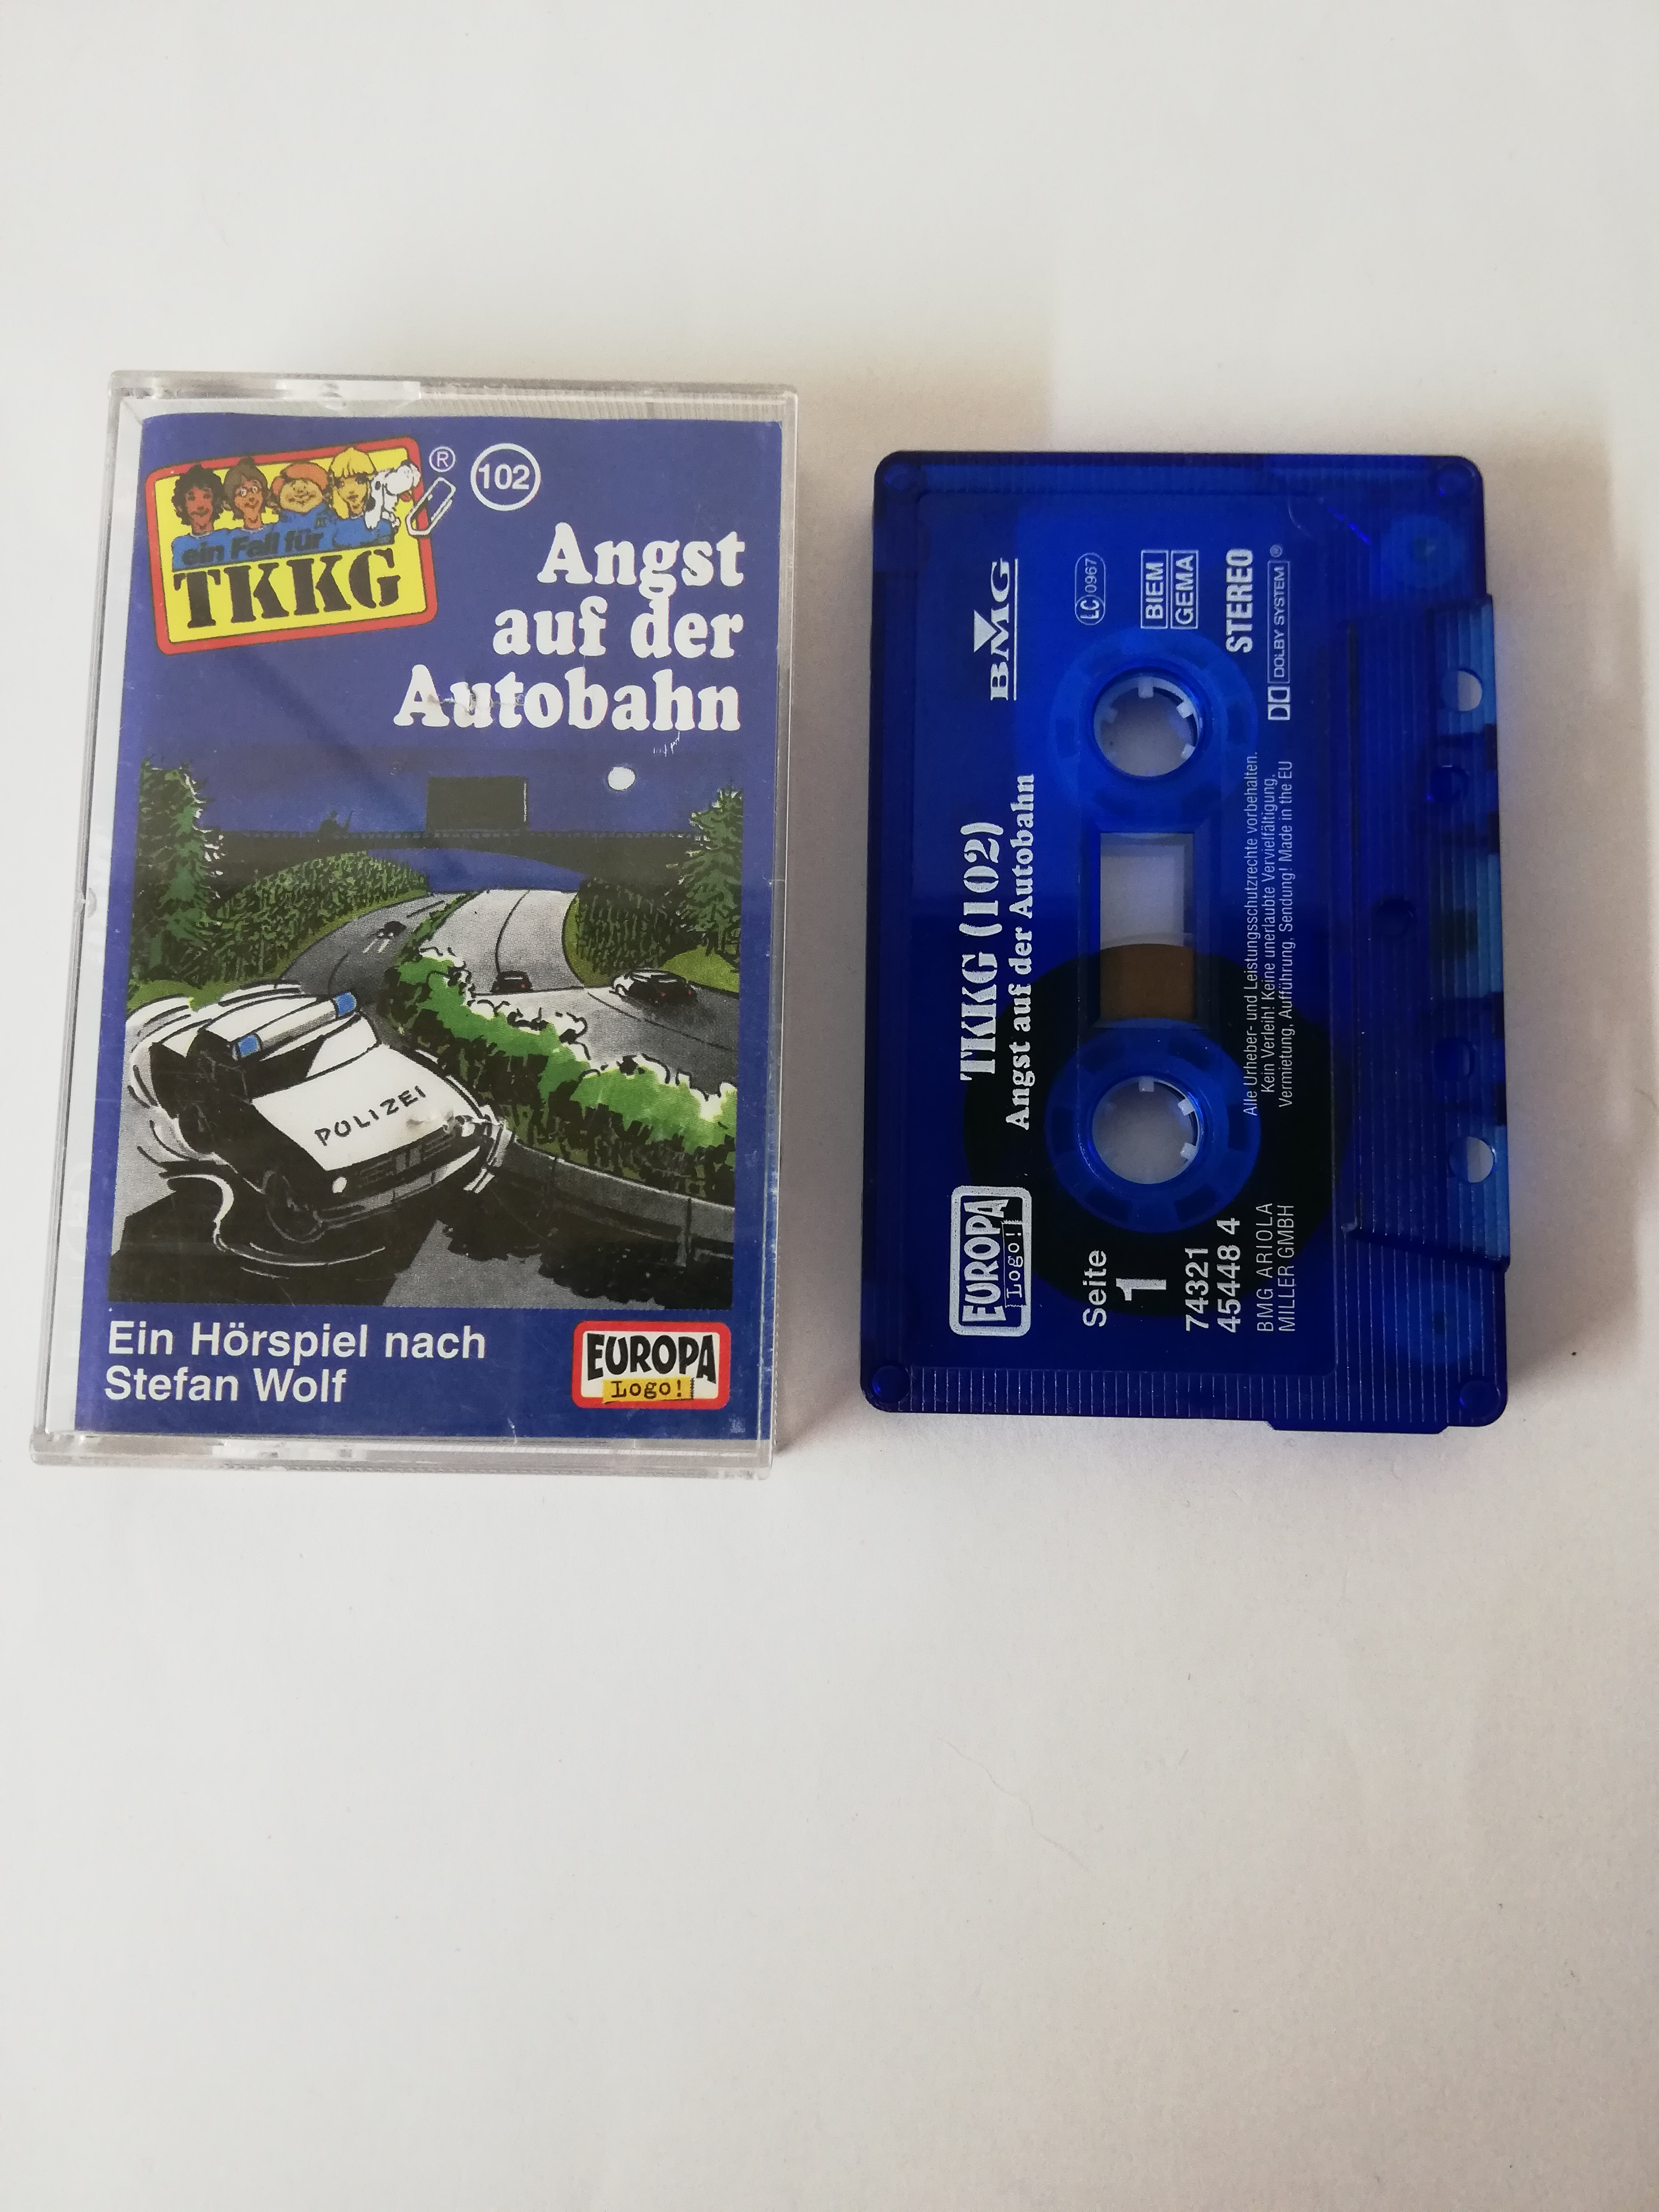 ein Fall für
TKKG
®
102
Angst
auf der
Autobahn
POLIZEI
Ein Hörspiel nach
Stefan Wolf
EUROPA
Logo!
BMG
LC 0967
BIEM
GEMA
STEREO
DOLBY SYSTEM®
TKKG (102)
Angst auf der Autobahn
Alle Urheber- und Leistungsschutzrechte vorbehalten.
Kein Verleih! Keine unerlaubte Vervielfältigung,
Vermietung, Aufführung, Sendung! Made in the EU
EUROPA
Logo!
Seite
1
74321
45448 4
BMG ARIOLA
MILLER GMBH